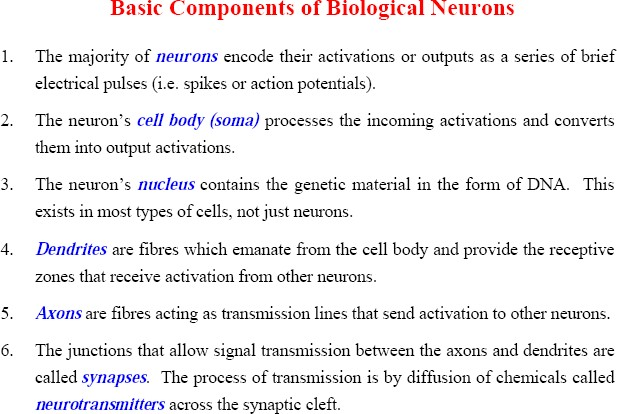 Basic Components of Biological Neurons
1. The majority of neurons encode their activations or outputs as a series of brief
electrical pulses (i.e. spikes or action potentials).
2. The neuron's cell body (soma) processes the incoming activations and converts
them into output activations.
3. The neuron's nucleus contains the genetic material in the form of DNA. This
exists in most types of cells, not just neurons.
4. Dendrites are fibres which emanate from the cell body and provide the receptive
zones that receive activation from other neurons.
5. Axons are fibres acting as transmission lines that send activation to other neurons.
6. The junctions that allow signal transmission between the axons and dendrites are
called synapses. The process of transmission is by diffusion of chemicals called
neurotransmitters across the synaptic cleft.